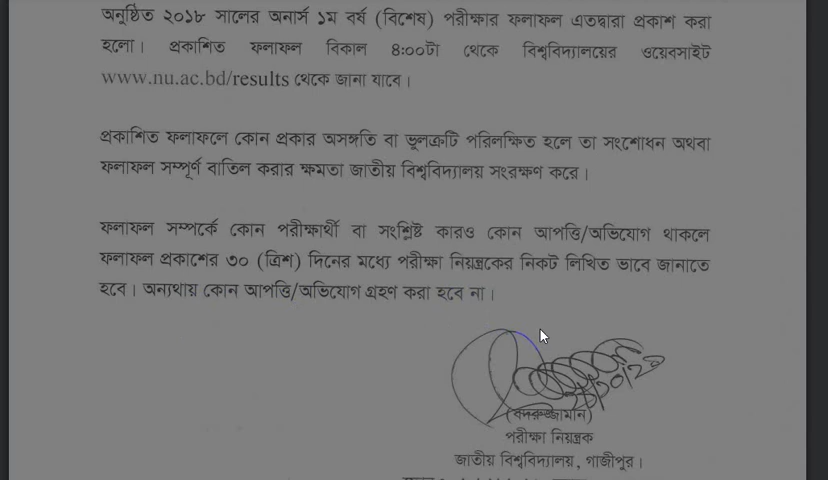 অনুষ্ঠিত ২০১৮ সালের অনার্স ১ম বর্ষ (বিশেষ) পরীক্ষার ফলাফল এতদ্বারা প্রকাশ করা
হলো। প্রকাশিত ফলাফল বিকাল ৪:০০টা থেকে বিশ্ববিদ্যালয়ের ওয়েবসাইট
www.nu.ac.bd/results থেকে জানা যাবে।
প্রকাশিত ফলাফলে কোন প্রকার অসঙ্গতি বা ভুলত্রুটি পরিলক্ষিত হলে তা সংশোধন অথবা
ফলাফল সম্পূর্ণ বাতিল করার ক্ষমতা জাতীয় বিশ্ববিদ্যালয় সংরক্ষণ করে।
ফলাফল সম্পর্কে কোন পরীক্ষার্থী বা সংশ্লিষ্ট কারও কোন আপত্তি/অভিযোগ থাকলে
ফলাফল প্রকাশের ৩০ (ত্রিশ) দিনের মধ্যে পরীক্ষা নিয়ন্ত্রকের নিকট লিখিত ভাবে জানাতে
হবে। অন্যথায় কোন আপত্তি/অভিযোগ গ্রহণ করা হবে না।
(বদরুজ্জামান)
পরীক্ষা নিয়ন্ত্রক
জাতীয় বিশ্ববিদ্যালয়, গাজীপুর।